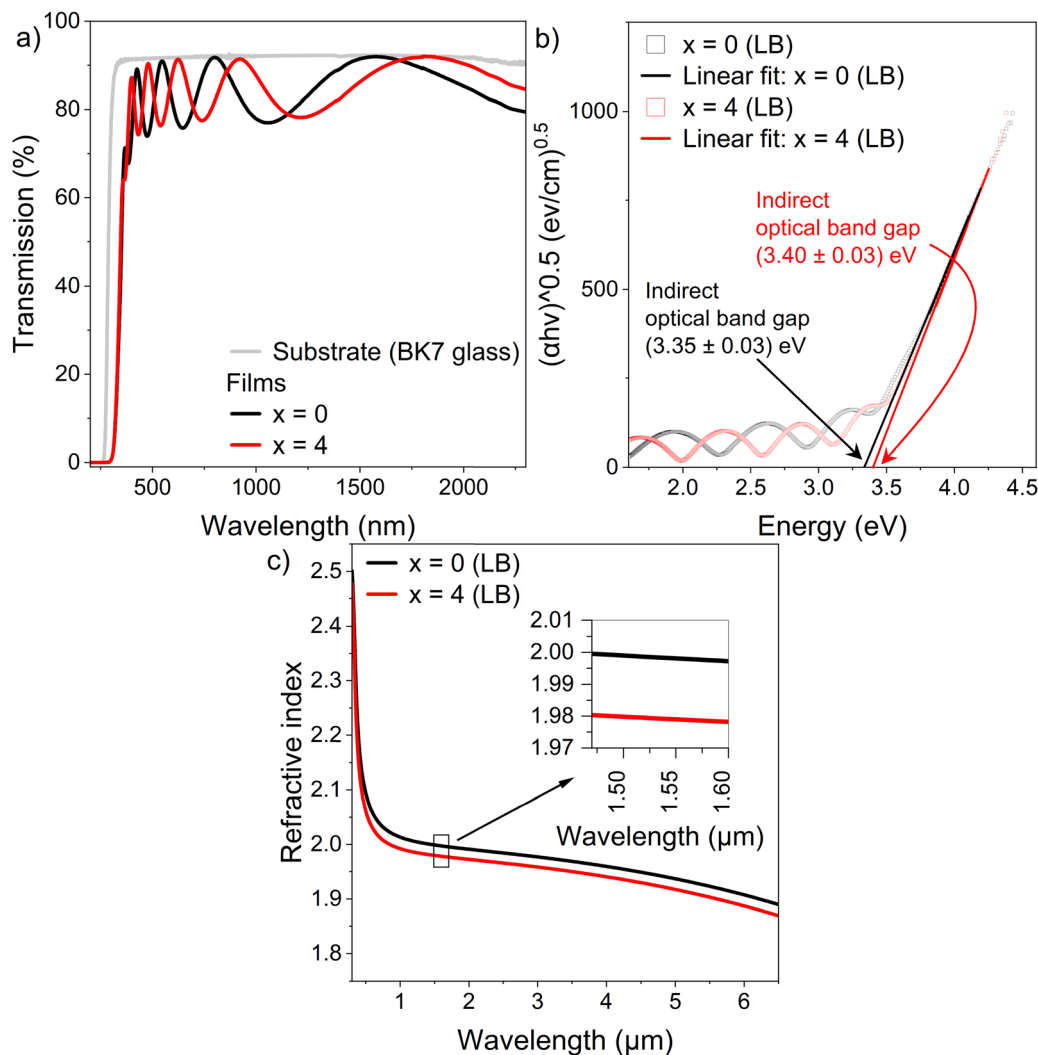 a)
100
80
60
40
20
0
Transmission (%)
Substrate (BK7 glass)
Films
x = 0
x = 4
500
1000
1500
2000
Wavelength (nm)
b)
x = 0 (LB)
Linear fit: x = 0 (LB)
x = 4 (LB)
Linear fit: x = 4 (LB)
1000
500
0
(αhν)^0.5 (ev/cm)^0.5
Indirect
optical band gap
(3.40 ± 0.03) eV
Indirect
optical band gap
(3.35 ± 0.03) eV
2.0
2.5
3.0
3.5
4.0
4.5
Energy (eV)
c)
x = 0 (LB)
x = 4 (LB)
2.5
2.4
2.3
2.2
2.1
2.0
1.9
1.8
Refractive index
2.01
2.00
1.99
1.98
1.97
1.50
1.55
1.60
Wavelength (μm)
1
2
3
4
5
6
Wavelength (μm)